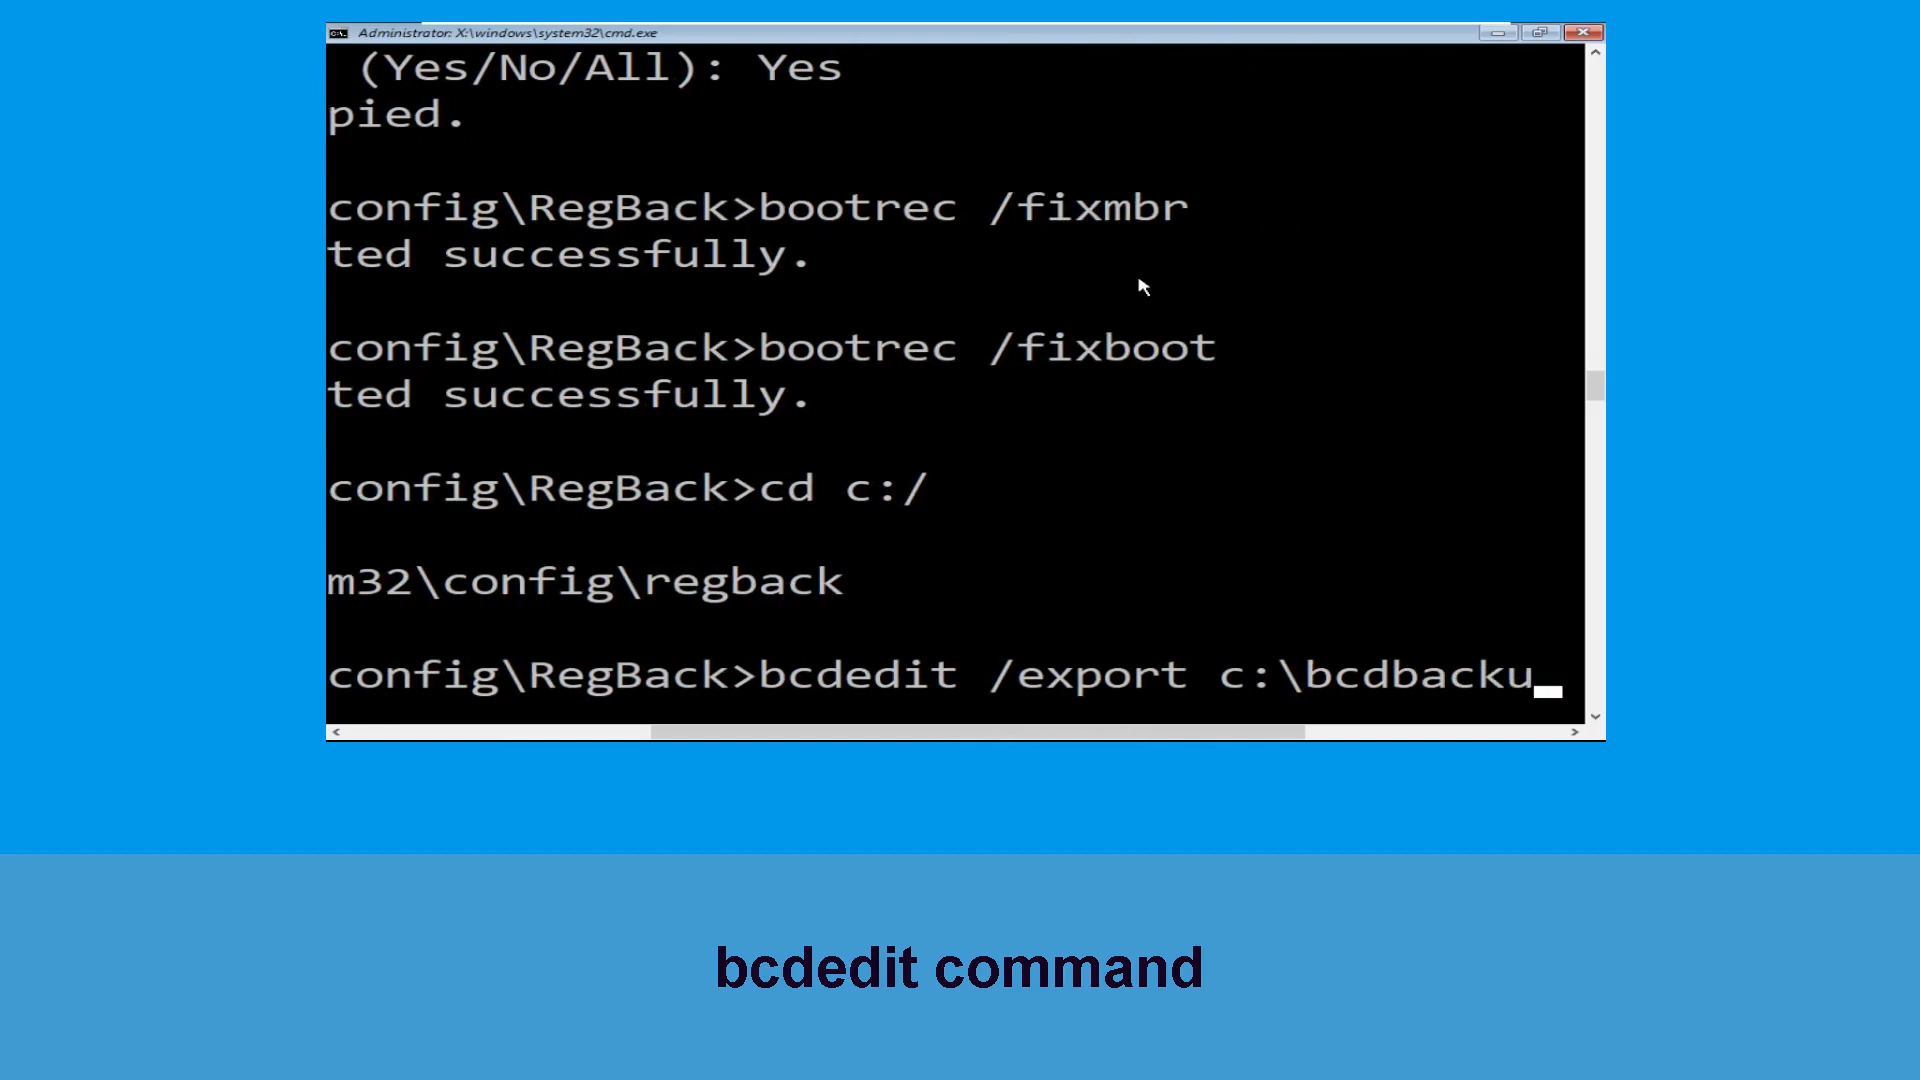 Administrator: X:\windows\system32\cmd.exe
(Yes/No/All): Yes
pied.
config\RegBack>bootrec /fixmbr
ted successfully.
config\RegBack>bootrec /fixboot
ted successfully.
config\RegBack>cd c:/
m32\config\regback
config\RegBack>bcdedit /export c:\bcdbacku
bcdedit command